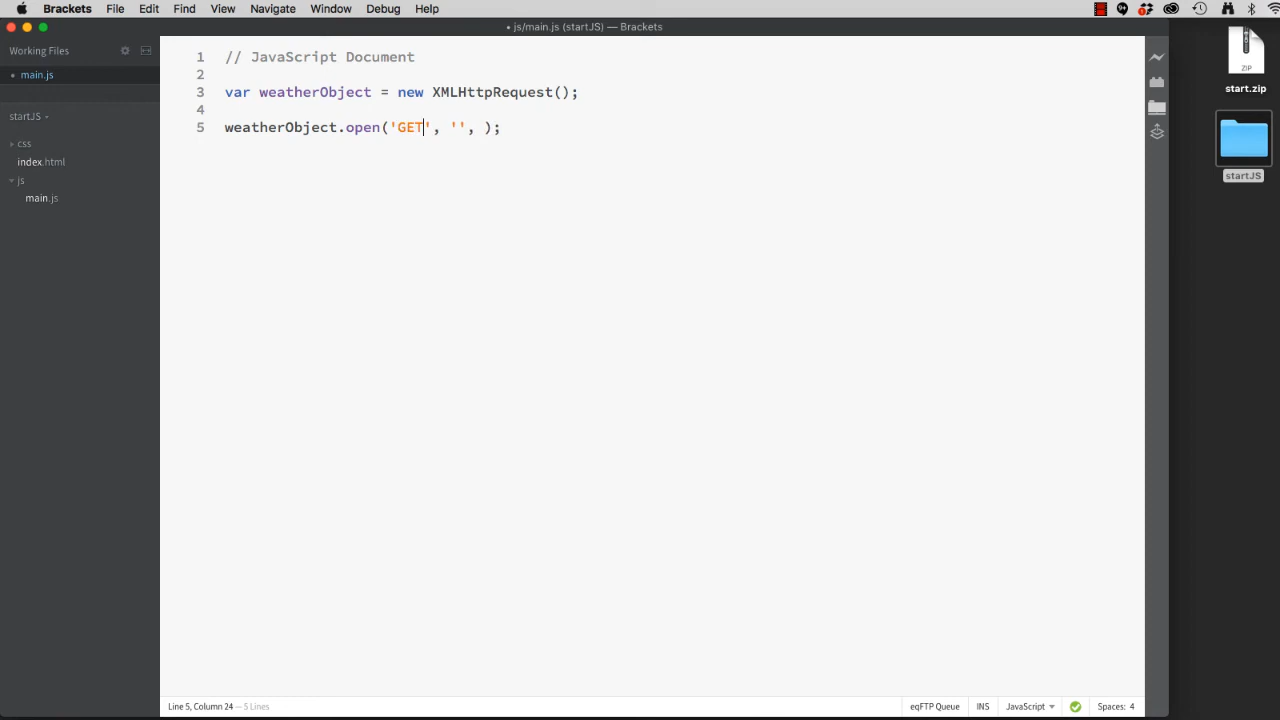 Brackets File Edit Find View Navigate Window Debug Help
• js/main.js (startJS) — Brackets
Working Files
• main.js
startJS
css
index.html
js
main.js
1 // JavaScript Document
2
3 var weatherObject = new XMLHttpRequest();
4
5 weatherObject.open('GET', '', );
ZIP
start.zip
startJS
Line 5, Column 24 — 5 Lines
eqFTP Queue INS JavaScript Spaces: 4